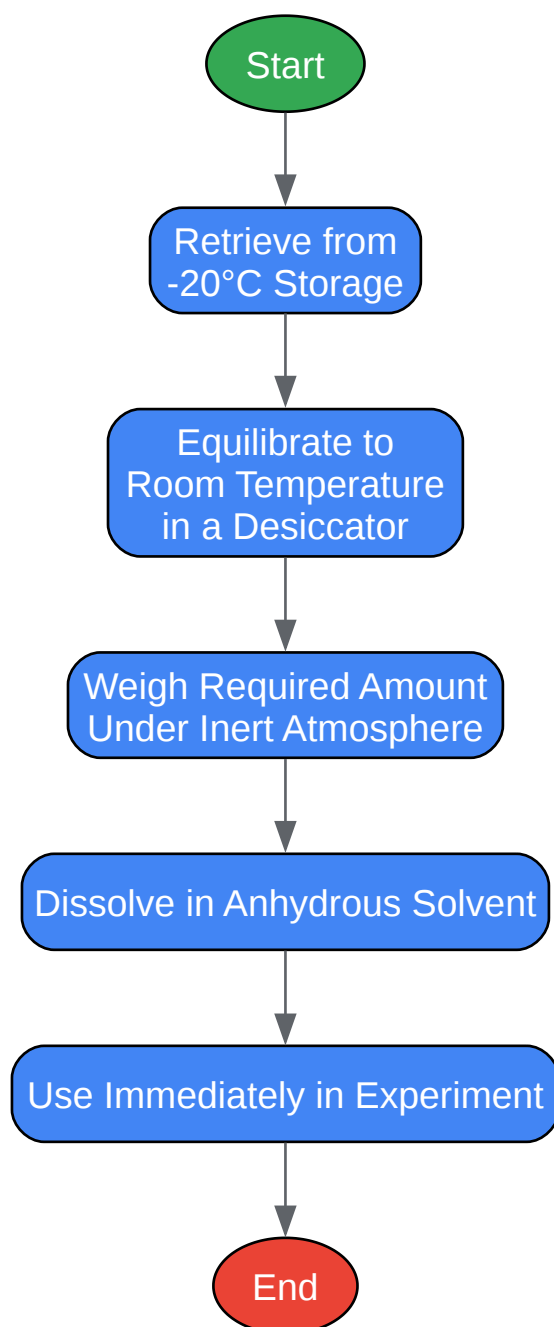 Start
Retrieve from
-20°C Storage
Equilibrate to
Room Temperature
in a Desiccator
Weigh Required Amount
Under Inert Atmosphere
Dissolve in Anhydrous Solvent
Use Immediately in Experiment
End